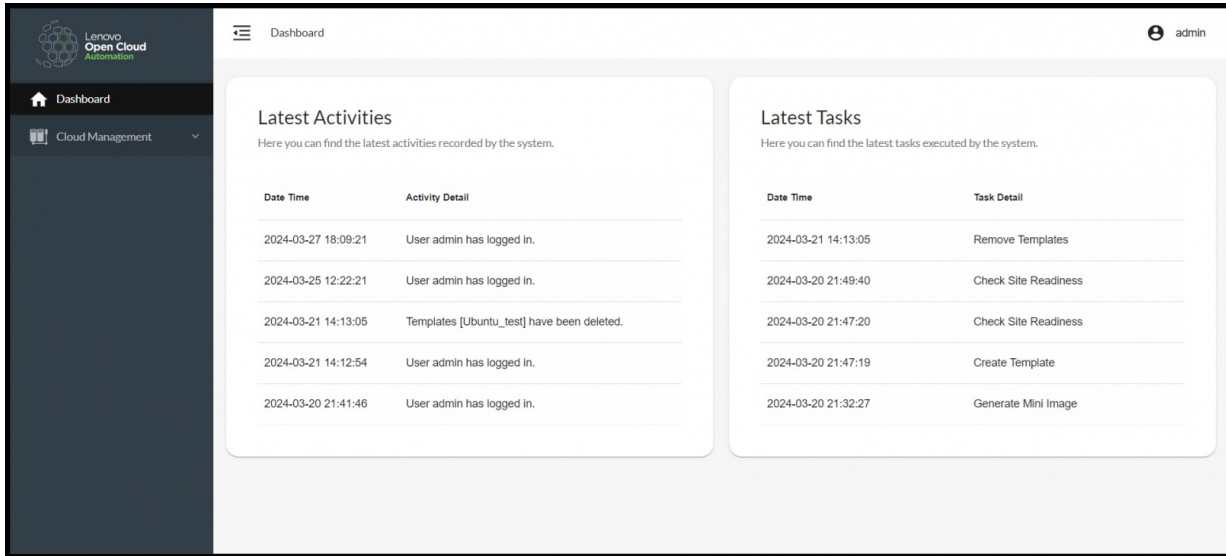 Lenovo
Open Cloud
Automation
Dashboard
admin
Dashboard
Cloud Management
Latest Activities
Here you can find the latest activities recorded by the system.
Date Time Activity Detail
2024-03-27 18:09:21 User admin has logged in.
2024-03-25 12:22:21 User admin has logged in.
2024-03-21 14:13:05 Templates [Ubuntu_test] have been deleted.
2024-03-21 14:12:54 User admin has logged in.
2024-03-20 21:41:46 User admin has logged in.
Latest Tasks
Here you can find the latest tasks executed by the system.
Date Time Task Detail
2024-03-21 14:13:05 Remove Templates
2024-03-20 21:49:40 Check Site Readiness
2024-03-20 21:47:20 Check Site Readiness
2024-03-20 21:47:19 Create Template
2024-03-20 21:32:27 Generate Mini Image